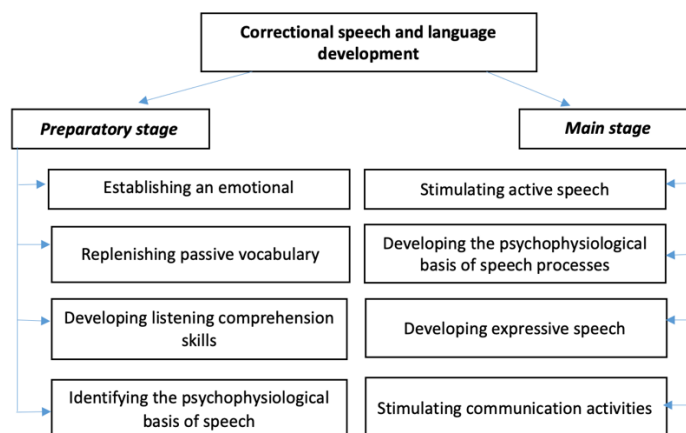 Correctional speech and language
development
Preparatory stage
Main stage
Establishing an emotional
Stimulating active speech
Replenishing passive vocabulary
Developing the psychophysiological
basis of speech processes
Developing listening comprehension
skills
Developing expressive speech
Identifying the psychophysiological
basis of speech
Stimulating communication activities